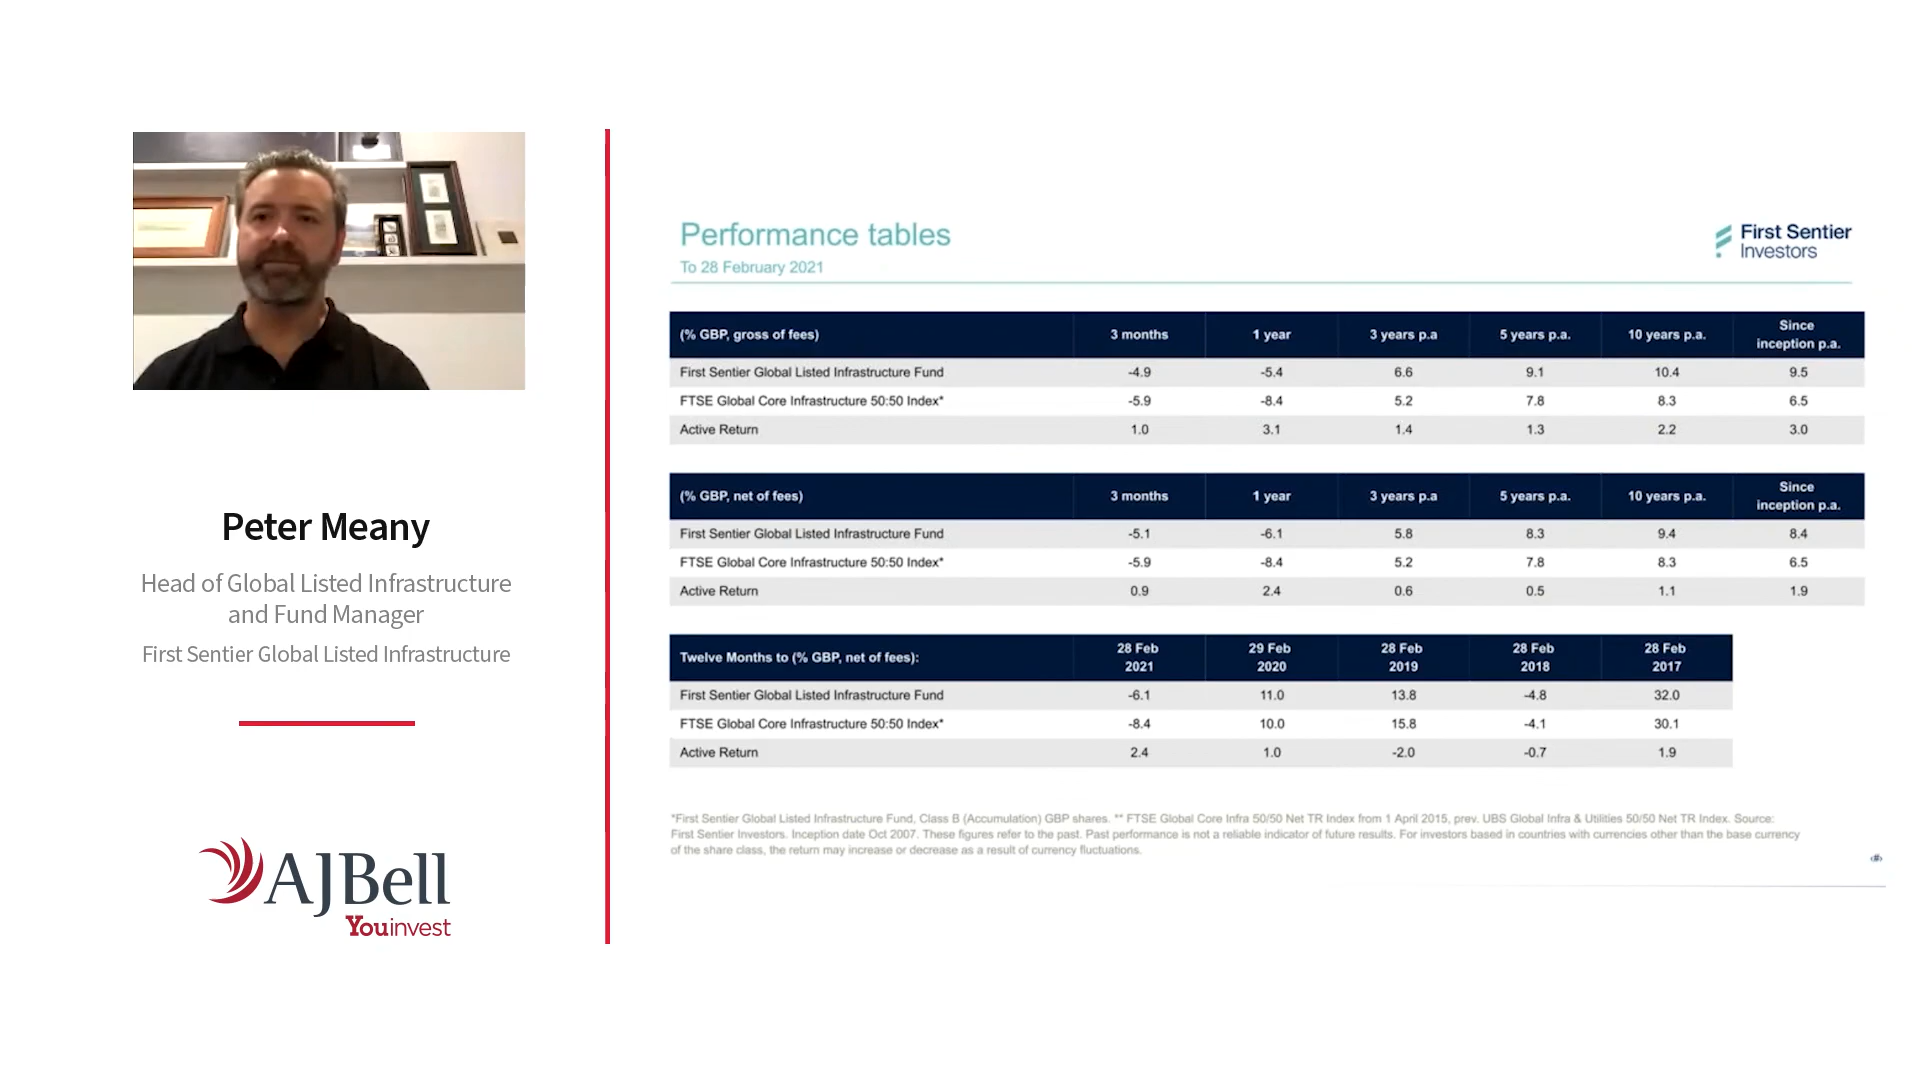 Peter Meany
Head of Global Listed Infrastructure
and Fund Manager
First Sentier Global Listed Infrastructure
AJBell
Youinvest
Performance tables
To 28 February 2021
First Sentier
Investors
(% GBP, gross of fees) 3 months 1 year 3 years p.a 5 years p.a. 10 years p.a. Since inception p.a.
First Sentier Global Listed Infrastructure Fund -4.9 -5.4 6.6 9.1 10.4 9.5
FTSE Global Core Infrastructure 50:50 Index* -5.9 -8.4 5.2 7.8 8.3 6.5
Active Return 1.0 3.1 1.4 1.3 2.2 3.0
(% GBP, net of fees) 3 months 1 year 3 years p.a 5 years p.a. 10 years p.a. Since inception p.a.
First Sentier Global Listed Infrastructure Fund -5.1 -6.1 5.8 8.3 9.4 8.4
FTSE Global Core Infrastructure 50:50 Index* -5.9 -8.4 5.2 7.8 8.3 6.5
Active Return 0.9 2.4 0.6 0.5 1.1 1.9
Twelve Months to (% GBP, net of fees): 28 Feb 2021 29 Feb 2020 28 Feb 2019 28 Feb 2018 28 Feb 2017
First Sentier Global Listed Infrastructure Fund -6.1 11.0 13.8 -4.8 32.0
FTSE Global Core Infrastructure 50:50 Index* -8.4 10.0 15.8 -4.1 30.1
Active Return 2.4 1.0 -2.0 -0.7 1.9
*First Sentier Global Listed Infrastructure Fund, Class B (Accumulation) GBP shares. ** FTSE Global Core Infra 50/50 Net TR Index from 1 April 2015, prev. UBS Global Infra & Utilities 50/50 Net TR Index. Source:
First Sentier Investors. Inception date Oct 2007. These figures refer to the past. Past performance is not a reliable indicator of future results. For investors based in countries with currencies other than the base currency
of the share class, the return may increase or decrease as a result of currency fluctuations.